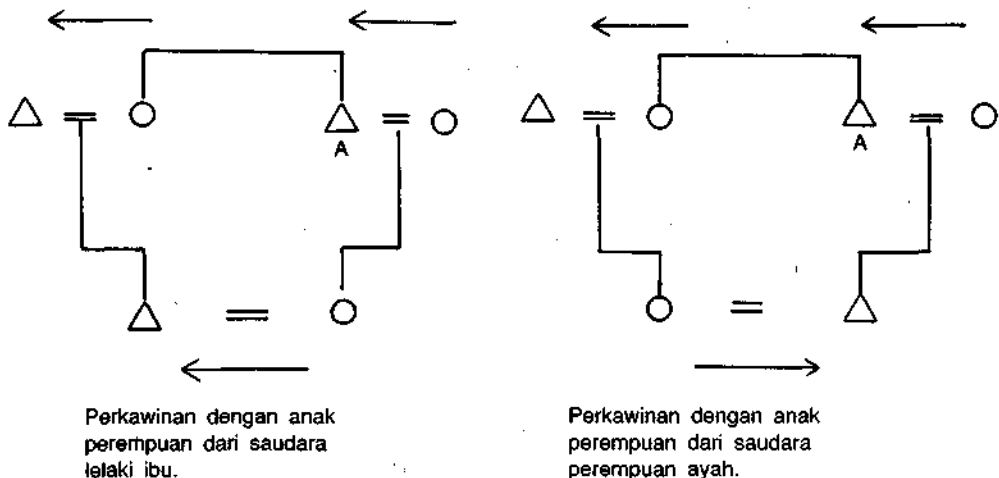 A
A
Perkawinan dengan anak
perempuan dari saudara
lelaki ibu.
Perkawinan dengan anak
perempuan dari saudara
perempuan ayah.